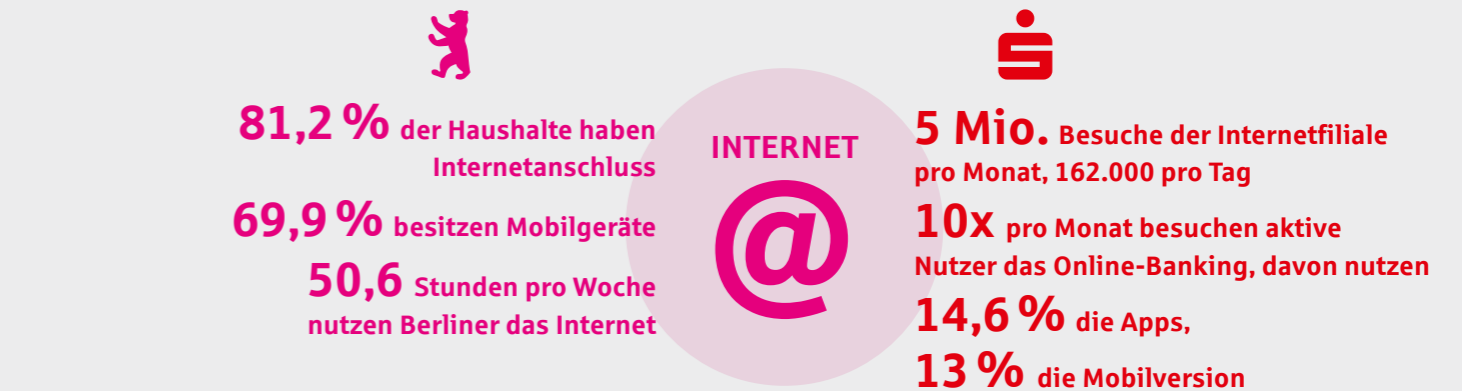 81,2 % der Haushalte haben
Internetanschluss
69,9 % besitzen Mobilgeräte
50,6 Stunden pro Woche
nutzen Berliner das Internet
INTERNET
@
5 Mio. Besuche der Internetfiliale
pro Monat, 162.000 pro Tag
10x pro Monat besuchen aktive
Nutzer das Online-Banking, davon nutzen
14,6 % die Apps,
13 % die Mobilversion